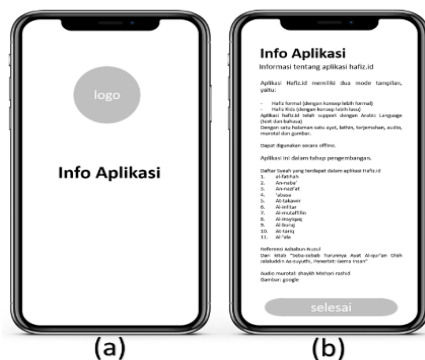 logo
Info Aplikasi
(a)
Info Aplikasi
Informasi tentang aplikasi hafiz.id
Aplikasi Hafiz.id memiliki dua mode tampilan,
yaitu:
- Hafiz formal (dengan konsep lebih formal)
- Hafiz Kids (dengan konsep lebih lucu)
Aplikasi hafiz.id telah support dengan Arabic Language
(text dan bahasa)
Dengan satu halaman satu ayat, lathin, terjemahan, audio,
murotal dan gambar.
Dapat digunakan secara offline.
Aplikasi ini dalam tahap pengembangan.
Daftar Surah yang terdapat dalam aplikasi Hafiz.id
1. al-fatihah
2. An-naba'
3. An-nazi'at
4. 'abasa
5. At-takawir
6. Al-infitar
7. Al-mutaffifin
8. Al-insyiqaq
9. Al-buruj
10. At-tariq
11. Al-'ala
Referensi Asbabun Nuzul
Dari kitab "Seba-sebab Turunnya Ayat Al-qur'an Oleh
Jalaluddin As-suyuthi, Penerbit: Gema Insan"
Audio murotal: shaykh Mishari rashid
Gambar: google
selesai
(b)